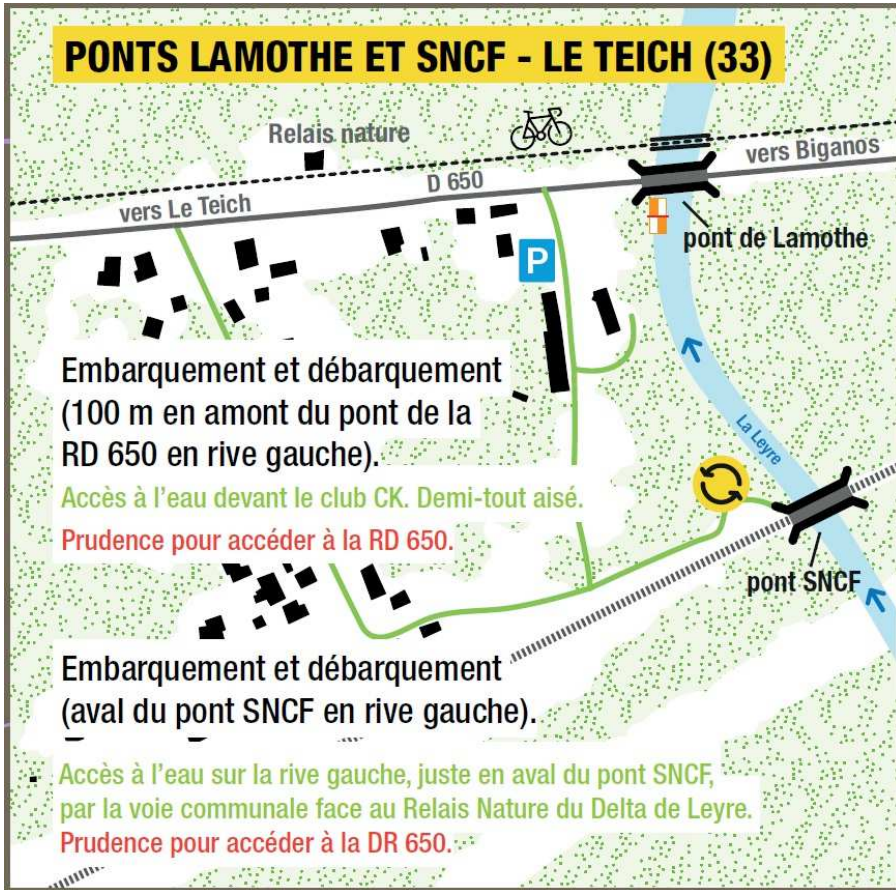 PONTS LAMOTHE ET SNCF - LE TEICH (33)
Relais nature
vers Biganos
D 650
vers Le Teich
pont de Lamothe
P
Embarquement et débarquement
(100 m en amont du pont de la
RD 650 en rive gauche).
La Leyre
Accès à l'eau devant le club CK. Demi-tout aisé.
Prudence pour accéder à la RD 650.
pont SNCF
Embarquement et débarquement
(aval du pont SNCF en rive gauche).
Accès à l'eau sur la rive gauche, juste en aval du pont SNCF,
par la voie communale face au Relais Nature du Delta de Leyre.
Prudence pour accéder à la DR 650.